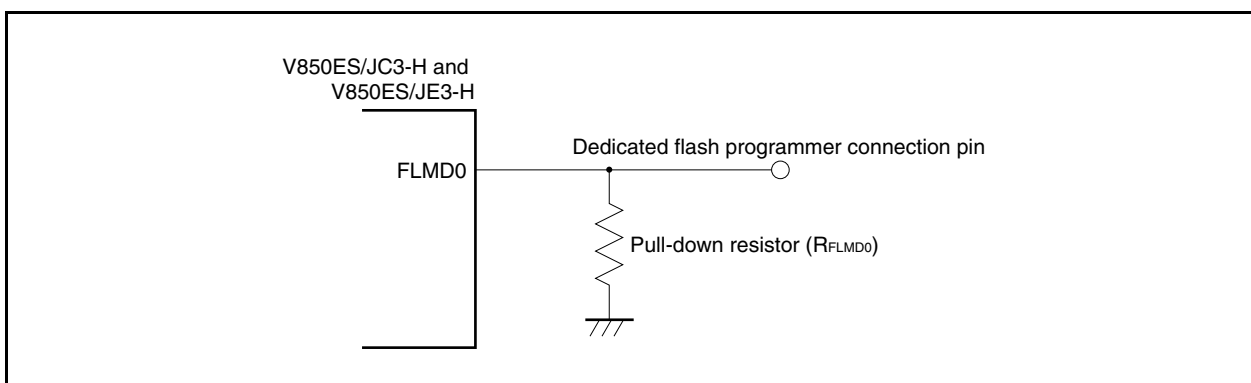 V850ES/JC3-H and
V850ES/JE3-H
FLMD0
Dedicated flash programmer connection pin
Pull-down resistor (RFLMD0)